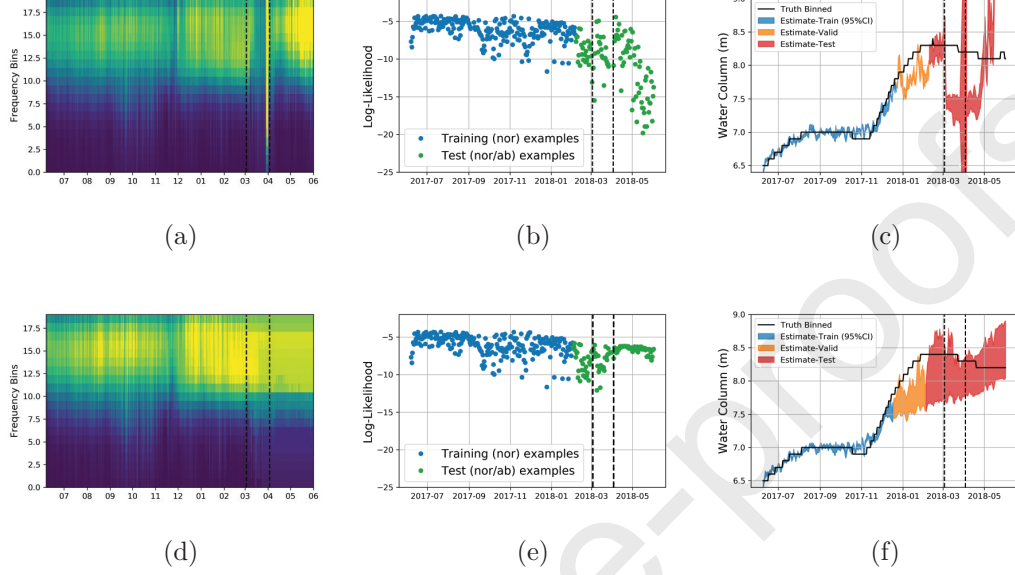 17.5
15.0
12.5
10.0
7.5
5.0
2.5
0.0
Frequency Bins
07 08 09 10 11 12 01 02 03 04 05 06
−5
−10
−15
−20
−25
Log-Likelihood
Training (nor) examples
Test (nor/ab) examples
2017-07 2017-09 2017-11 2018-01 2018-03 2018-05
8.5
8.0
7.5
7.0
6.5
Water Column (m)
Truth Binned
Estimate-Train (95%CI)
Estimate-Valid
Estimate-Test
2017-07 2017-09 2017-11 2018-01 2018-03 2018-05
(a)
(b)
(c)
17.5
15.0
12.5
10.0
7.5
5.0
2.5
0.0
Frequency Bins
07 08 09 10 11 12 01 02 03 04 05 06
−5
−10
−15
−20
−25
Log-Likelihood
Training (nor) examples
Test (nor/ab) examples
2017-07 2017-09 2017-11 2018-01 2018-03 2018-05
9.0
8.5
8.0
7.5
7.0
6.5
Water Column (m)
Truth Binned
Estimate-Train (95%CI)
Estimate-Valid
Estimate-Test
2017-07 2017-09 2017-11 2018-01 2018-03 2018-05
(d)
(e)
(f)
e-proofs